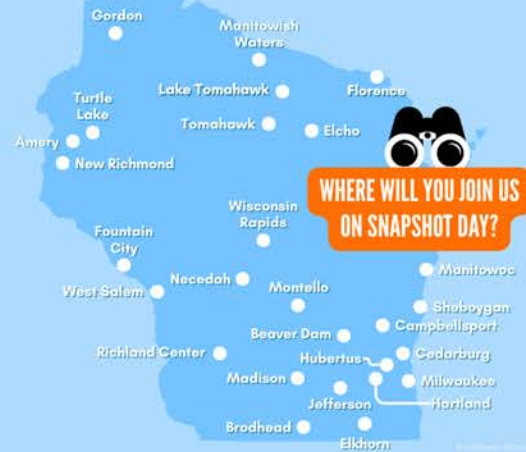 Gordon
Manitowish
Waters
Lake Tomahawk
Florence
Turtle
Lake
Tomahawk
Elcho
Amery
New Richmond
WHERE WILL YOU JOIN US
ON SNAPSHOT DAY?
Wisconsin
Rapids
Fountain
City
Manitowoc
Necedah
West Salem
Montello
Sheboygan
Campbellsport
Beaver Dam
Richland Center
Hubertus
Cedarburg
Madison
Milwaukee
Jefferson
Hartland
Brodhead
Elkhorn